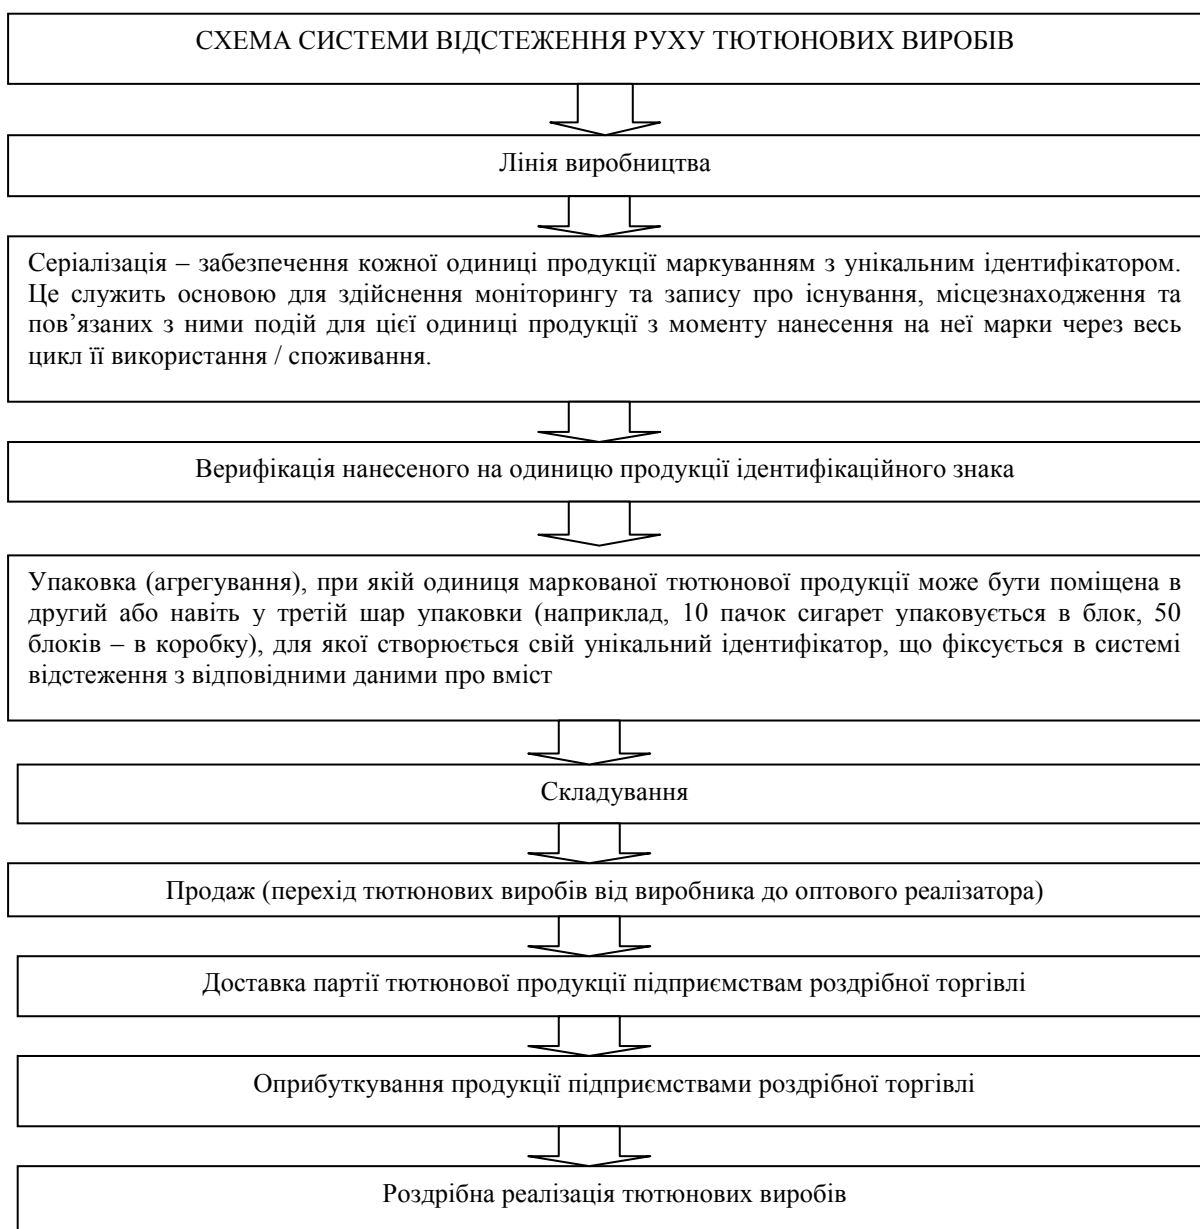 СХЕМА СИСТЕМИ ВІДСТЕЖЕННЯ РУХУ ТЮТЮНОВИХ ВИРОБІВ
Лінія виробництва
Серіалізація – забезпечення кожної одиниці продукції маркуванням з унікальним ідентифікатором.
Це служить основою для здійснення моніторингу та запису про існування, місцезнаходження та
пов’язаних з ними подій для цієї одиниці продукції з моменту нанесення на неї марки через весь
цикл її використання / споживання.
Верифікація нанесеного на одиницю продукції ідентифікаційного знака
Упаковка (агрегування), при якій одиниця маркованої тютюнової продукції може бути поміщена в
другий або навіть у третій шар упаковки (наприклад, 10 пачок сигарет упаковується в блок, 50
блоків – в коробку), для якої створюється свій унікальний ідентифікатор, що фіксується в системі
відстеження з відповідними даними про вміст
Складування
Продаж (перехід тютюнових виробів від виробника до оптового реалізатора)
Доставка партії тютюнової продукції підприємствам роздрібної торгівлі
Оприбуткування продукції підприємствами роздрібної торгівлі
Роздрібна реалізація тютюнових виробів